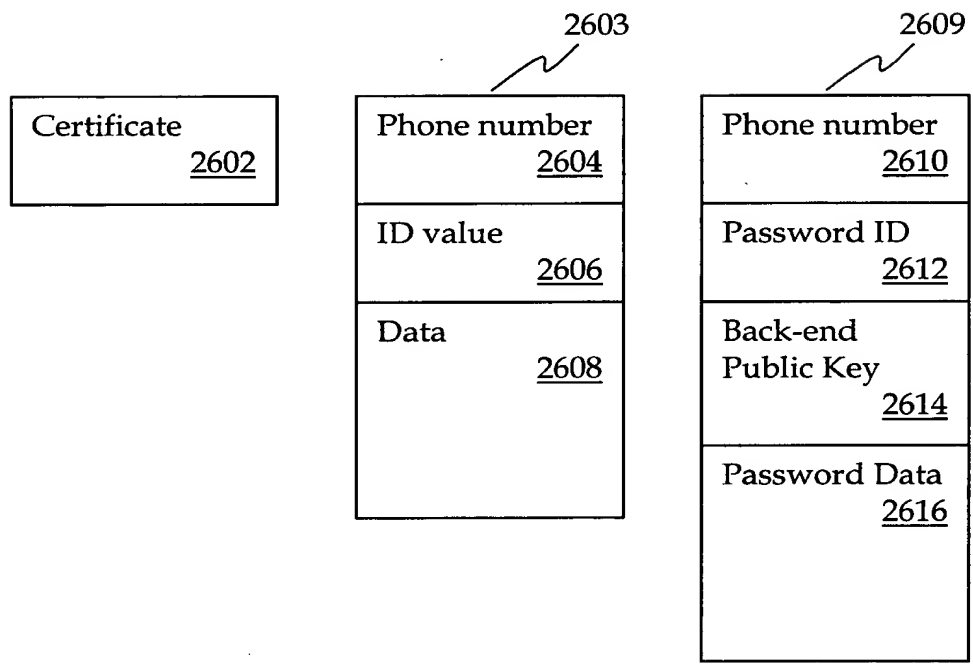 2603
2609
Certificate
2602
Phone number
2604
ID value
2606
Data
2608
Phone number
2610
Password ID
2612
Back-end
Public Key
2614
Password Data
2616